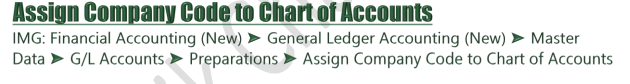 Assign Company Code to Chart of Accounts
IMG: Financial Accounting (New) ➤ General Ledger Accounting (New) ➤ Master
Data ➤ G/L Accounts ➤ Preparations ➤ Assign Company Code to Chart of Accounts